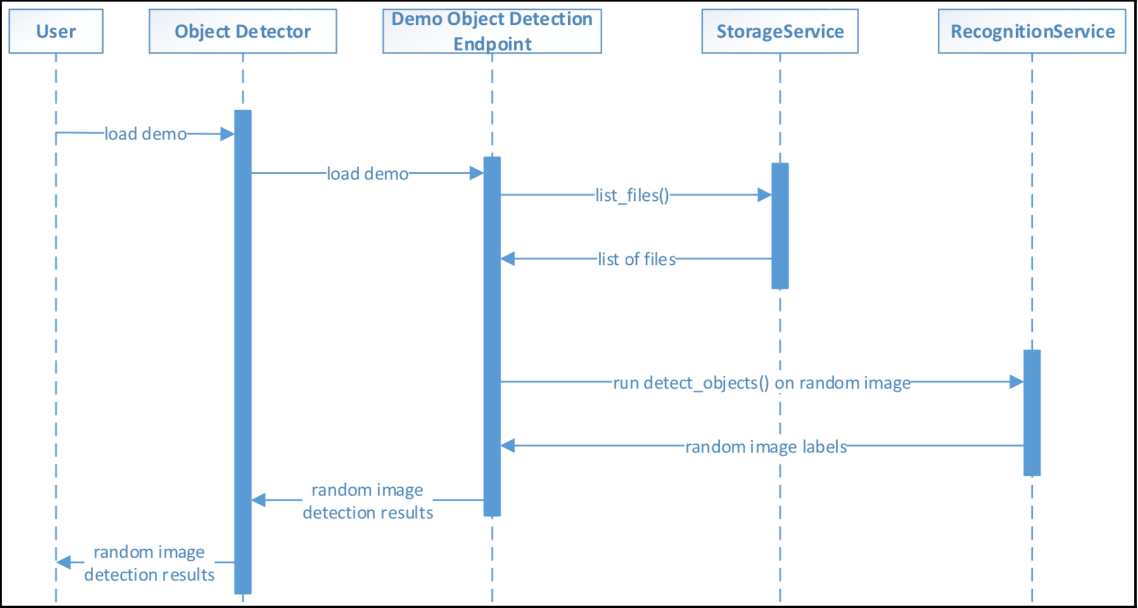 User
Object Detector
Demo Object Detection
Endpoint
StorageService
RecognitionService
load demo
load demo
list_files()
list of files
run detect_objects() on random image
random image labels
random image
detection results
random image
detection results